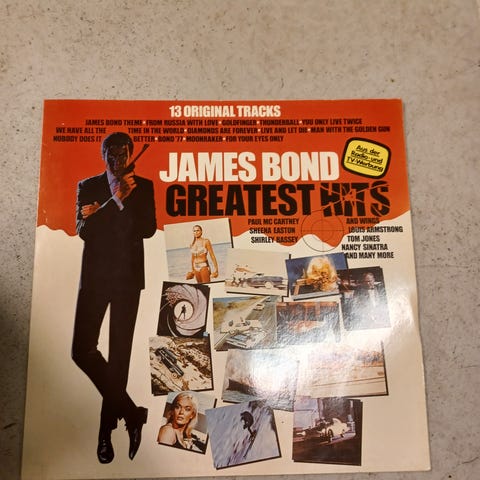 13 ORIGINAL TRACKS
JAMES BOND THEME • FROM RUSSIA WITH LOVE • GOLDFINGER • THUNDERBALL • YOU ONLY LIVE TWICE
WE HAVE ALL THE TIME IN THE WORLD • DIAMONDS ARE FOREVER • LIVE AND LET DIE • MAN WITH THE GOLDEN GUN
NOBODY DOES IT BETTER • BOND '77 • MOONRAKER • FOR YOUR EYES ONLY
Aus der
Radio- und
TV-Werbung
JAMES BOND
GREATEST HITS
PAUL MC CARTNEY AND WINGS
SHEENA EASTON LOUIS ARMSTRONG
SHIRLEY BASSEY TOM JONES
NANCY SINATRA
AND MANY MORE